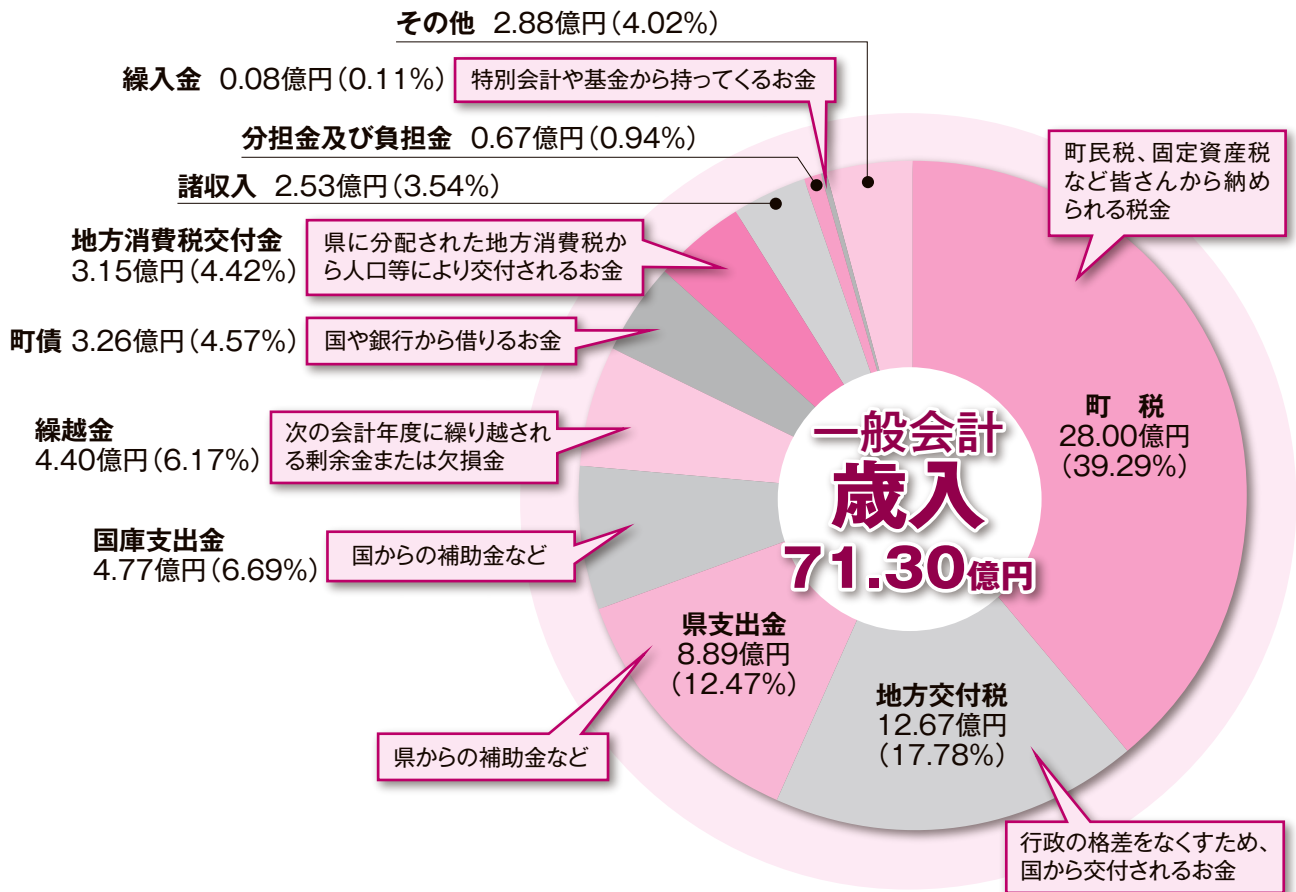 その他 2.88億円(4.02%)
繰入金 0.08億円(0.11%)
特別会計や基金から持ってくるお金
分担金及び負担金 0.67億円(0.94%)
諸収入 2.53億円(3.54%)
地方消費税交付金
3.15億円(4.42%)
県に分配された地方消費税か
ら人口等により交付されるお金
町債 3.26億円(4.57%)
国や銀行から借りるお金
繰越金
4.40億円(6.17%)
次の会計年度に繰り越され
る剰余金または欠損金
国庫支出金
4.77億円(6.69%)
国からの補助金など
県支出金
8.89億円
(12.47%)
県からの補助金など
地方交付税
12.67億円
(17.78%)
行政の格差をなくすため、
国から交付されるお金
町 税
28.00億円
(39.29%)
町民税、固定資産税
など皆さんから納め
られる税金
一般会計
歳入
71.30億円